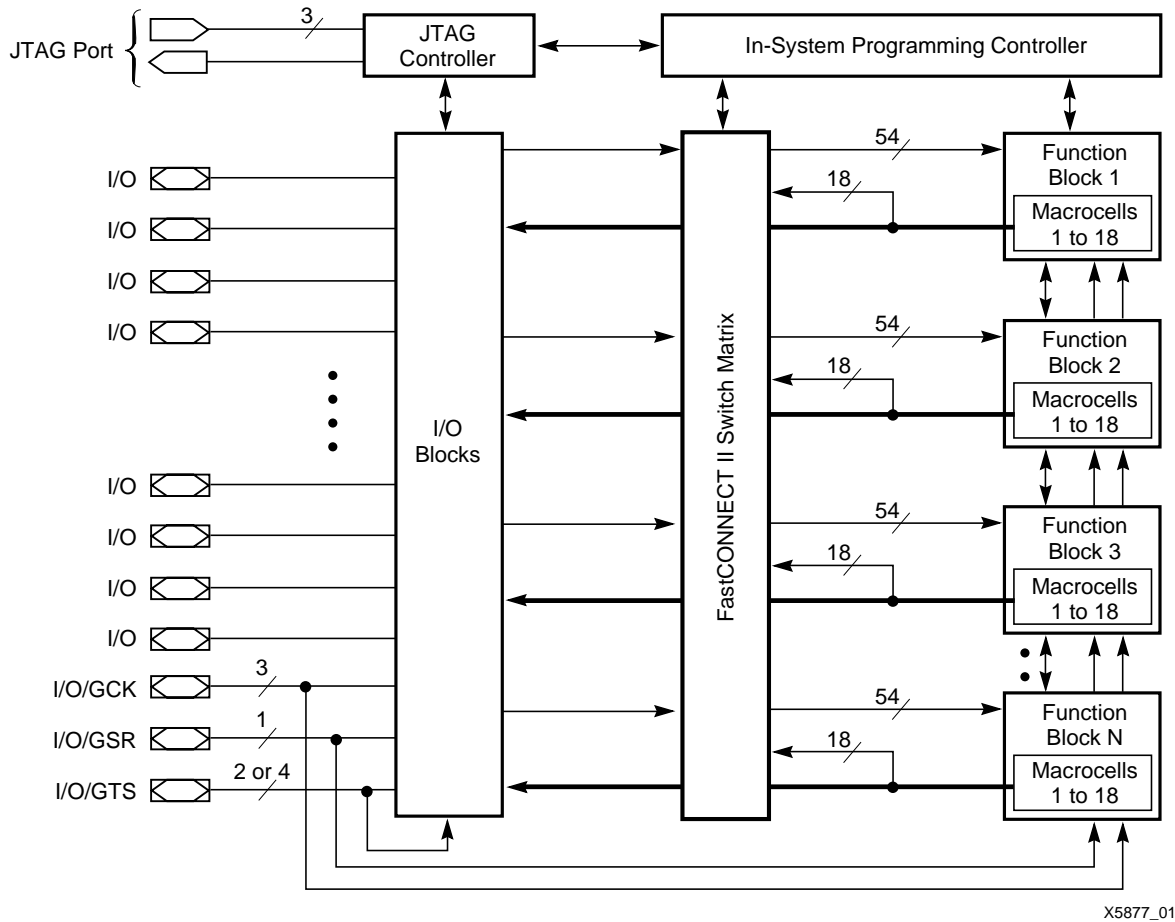 JTAG Port
3
JTAG
Controller
In-System Programming Controller
I/O
I/O
I/O
I/O
I/O
I/O
I/O
I/O
I/O/GCK
3
I/O/GSR
1
I/O/GTS
2 or 4
I/O
Blocks
FastCONNECT II Switch Matrix
54
18
Function
Block 1
Macrocells
1 to 18
54
18
Function
Block 2
Macrocells
1 to 18
54
18
Function
Block 3
Macrocells
1 to 18
54
18
Function
Block N
Macrocells
1 to 18
X5877_01